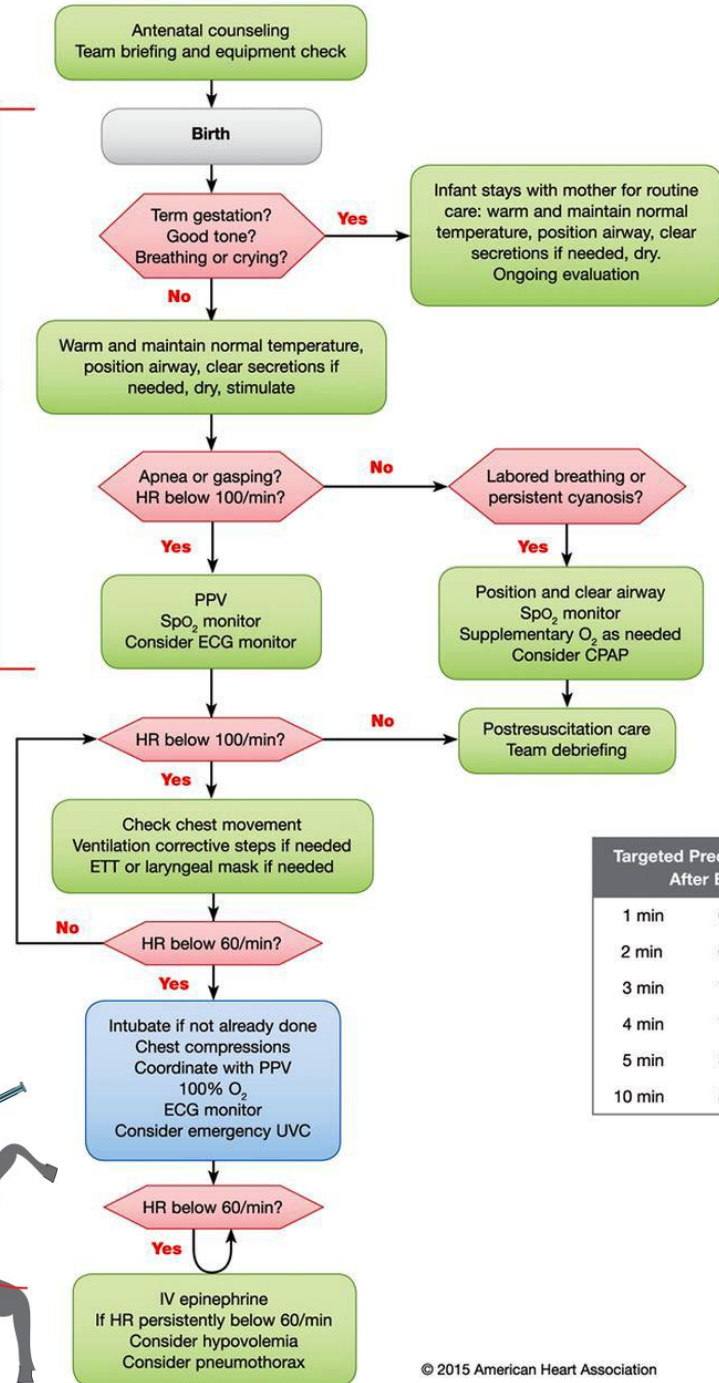 Antenatal counseling
Team briefing and equipment check
Birth
Term gestation?
Good tone?
Breathing or crying?
Yes
Infant stays with mother for routine
care: warm and maintain normal
temperature, position airway, clear
secretions if needed, dry.
Ongoing evaluation
No
Warm and maintain normal temperature,
position airway, clear secretions if
needed, dry, stimulate
Apnea or gasping?
HR below 100/min?
No
Labored breathing or
persistent cyanosis?
Yes
Yes
PPV
SpO₂ monitor
Consider ECG monitor
Position and clear airway
SpO₂ monitor
Supplementary O₂ as needed
Consider CPAP
HR below 100/min?
No
Postresuscitation care
Team debriefing
Yes
Check chest movement
Ventilation corrective steps if needed
ETT or laryngeal mask if needed
Targeted
After
1 min
2 min
3 min
4 min
5 min
10 min
No
HR below 60/min?
Yes
Intubate if not already done
Chest compressions
Coordinate with PPV
100% O₂
ECG monitor
Consider emergency UVC
HR below 60/min?
Yes
IV epinephrine
If HR persistently below 60/min
Consider hypovolemia
Consider pneumothorax
© 2015 American Heart Association